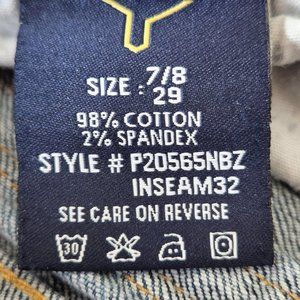 SIZE : 7/8
29
98% COTTON
2% SPANDEX
STYLE # P20565NBZ
INSEAM32
SEE CARE ON REVERSE
30